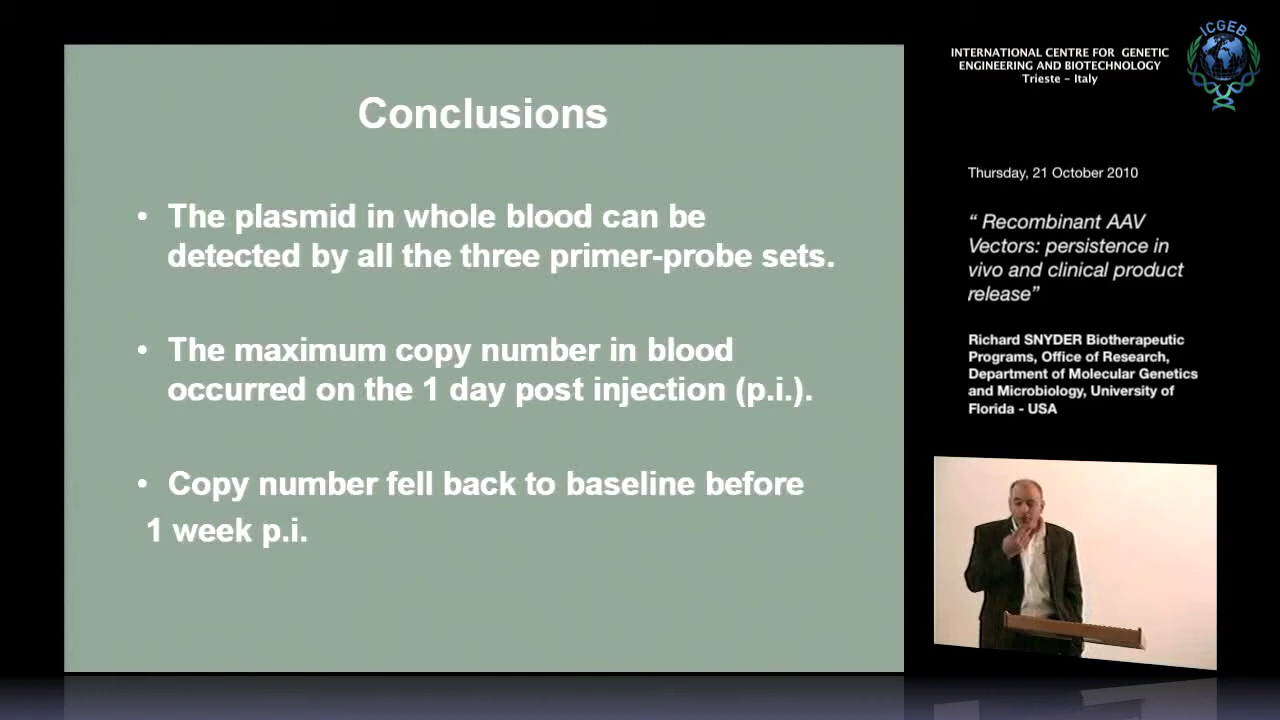 Conclusions
• The plasmid in whole blood can be
detected by all the three primer-probe sets.
• The maximum copy number in blood
occurred on the 1 day post injection (p.i.).
• Copy number fell back to baseline before
1 week p.i.
INTERNATIONAL CENTRE FOR GENETIC
ENGINEERING AND BIOTECHNOLOGY
Trieste - Italy
ICGEB
Thursday, 21 October 2010
“ Recombinant AAV
Vectors: persistence in
vivo and clinical product
release”
Richard SNYDER Biotherapeutic
Programs, Office of Research,
Department of Molecular Genetics
and Microbiology, University of
Florida - USA